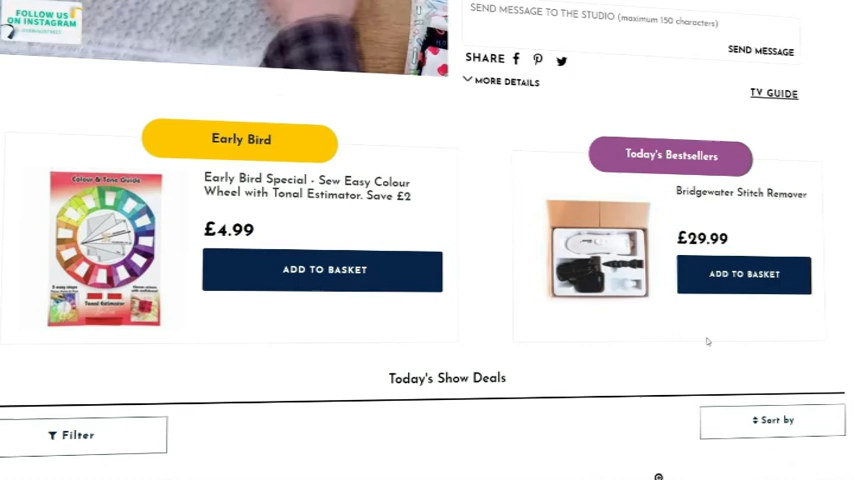 FOLLOW US
ON INSTAGRAM
SEND MESSAGE TO THE STUDIO (maximum 150 characters)
SEND MESSAGE
SHARE
MORE DETAILS
TV GUIDE
Early Bird
Early Bird Special - Sew Easy Colour
Wheel with Tonal Estimator. Save £2
£4.99
ADD TO BASKET
Colour & Tone Guide
Tonal Estimator
Today's Bestsellers
Bridgewater Stitch Remover
£29.99
ADD TO BASKET
Today's Show Deals
Filter
Sort by